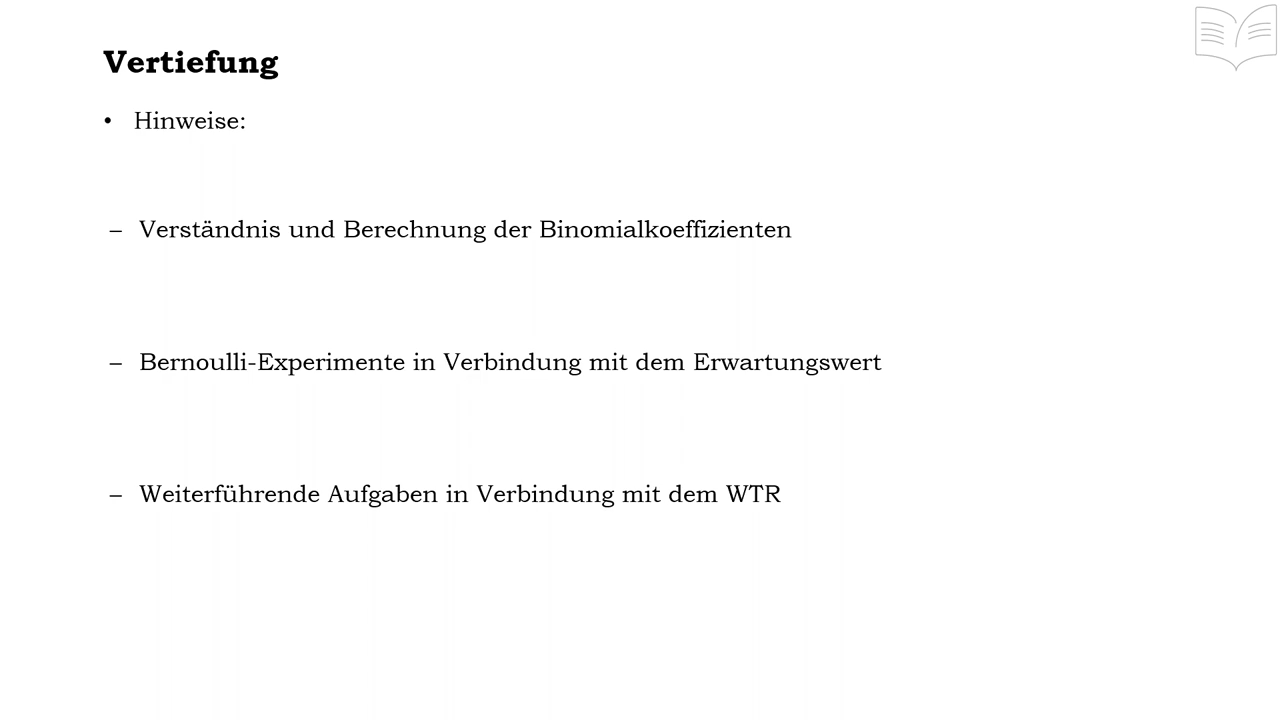 Vertiefung
• Hinweise:
– Verständnis und Berechnung der Binomialkoeffizienten
– Bernoulli-Experimente in Verbindung mit dem Erwartungswert
– Weiterführende Aufgaben in Verbindung mit dem WTR